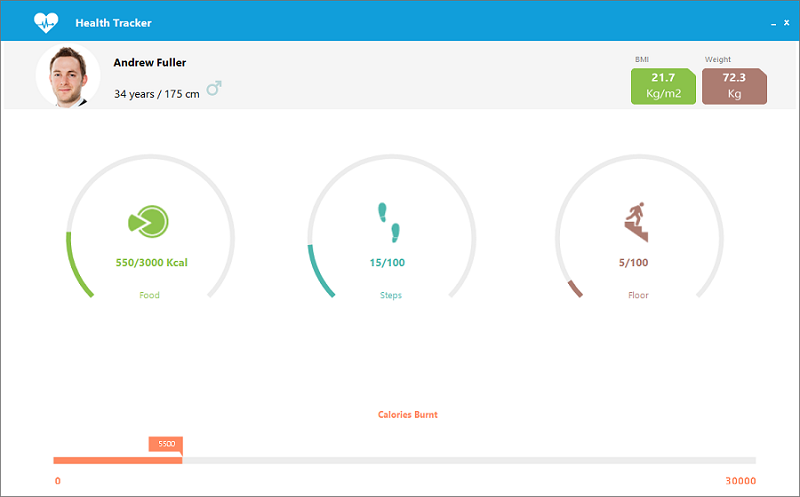 Health Tracker
Andrew Fuller
34 years / 175 cm
BMI
21.7
Kg/m2
Weight
72.3
Kg
550/3000 Kcal
Food
15/100
Steps
5/100
Floor
Calories Burnt
5500
0
30000